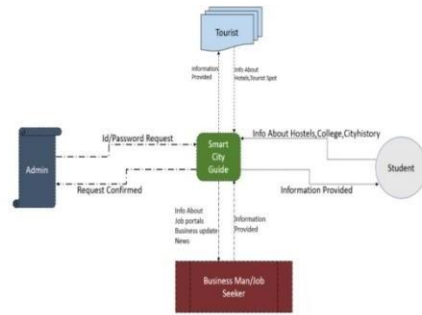 Tourist
Information
Provided
Info About
Hotels,Tourist Spot
Id/Password Request
Admin
Request Confirmed
Smart
City
Guide
Info About Hostels,College,Cityhistory
Student
Information Provided
Info About
Job portals
Business update
News
Information
Provided
Business Man/Job
Seeker